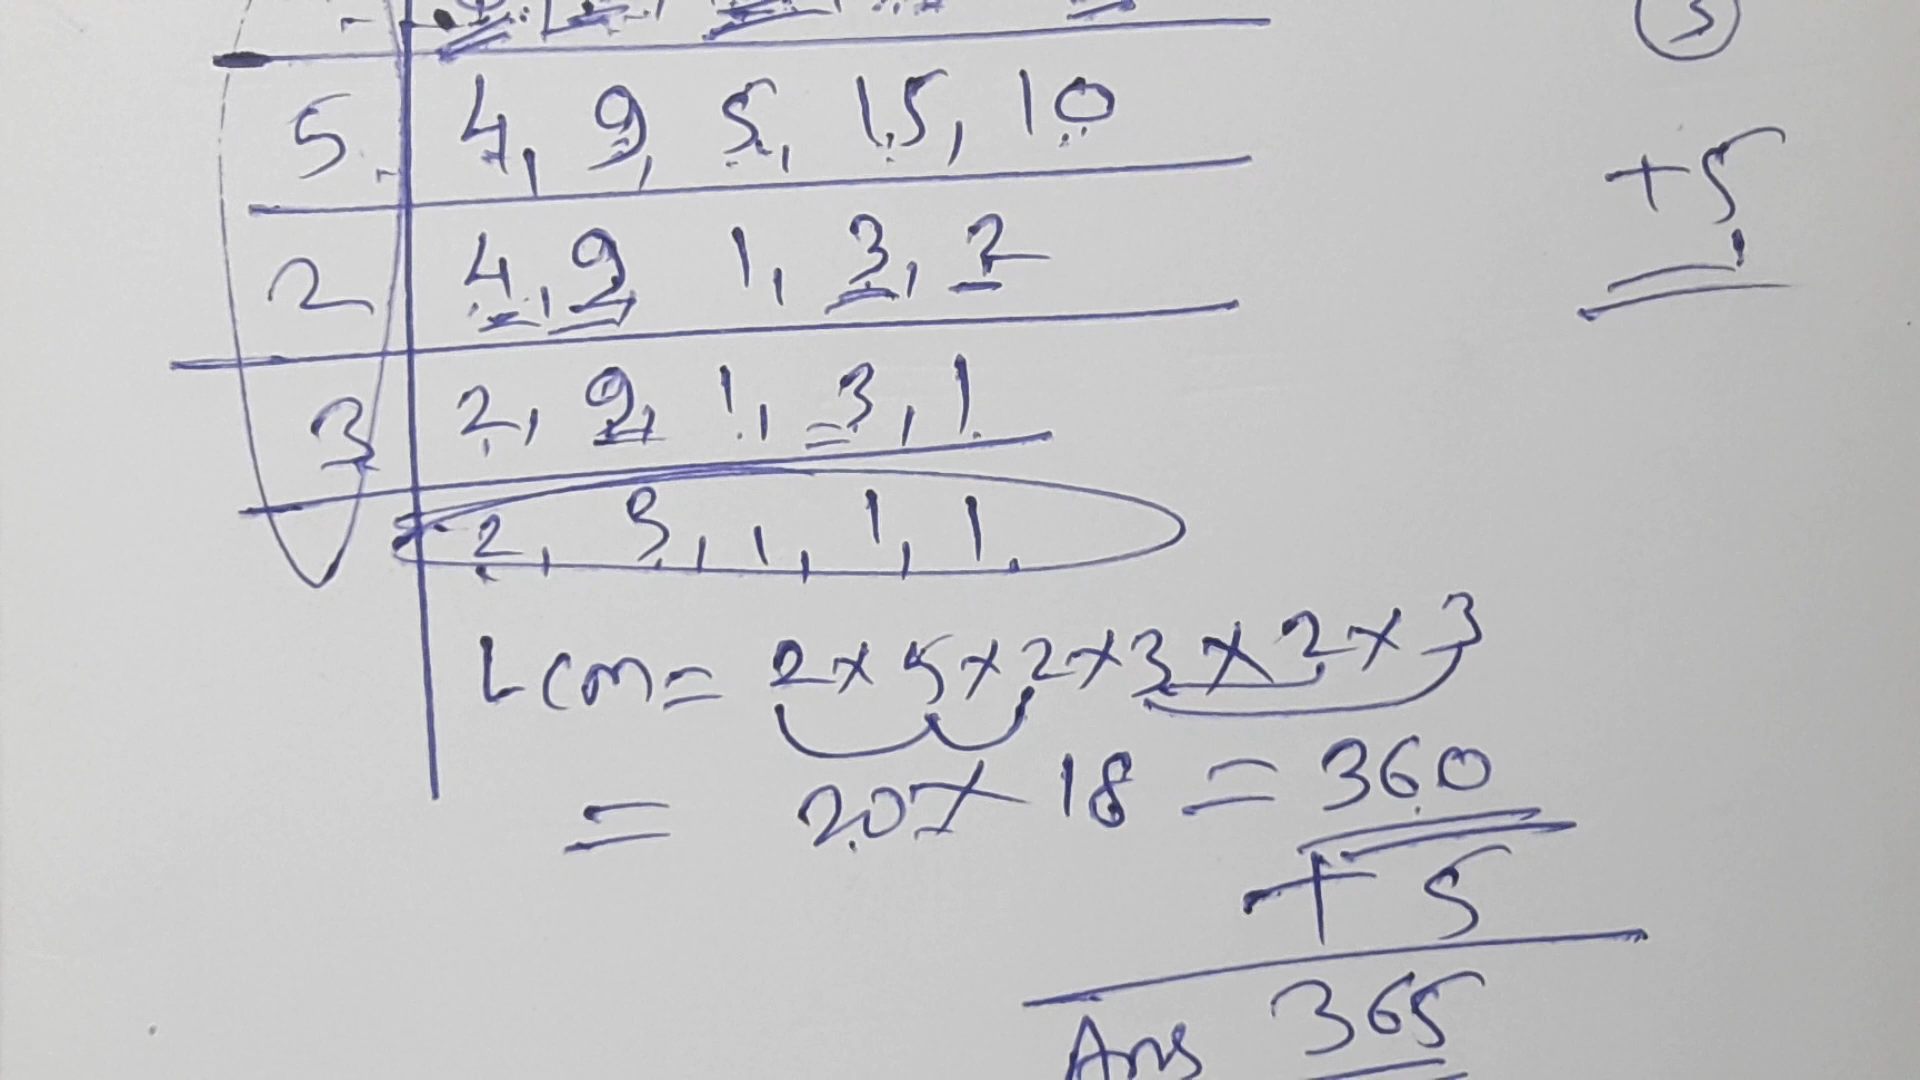 3
5 4, 9, 5, 15, 10
+5
2 4, 9 1, 3, 2
3 2, 9, 1, 3, 1
2, 3, 1, 1, 1
LCM = 2 × 5 × 2 × 3 × 2 × 3
= 20 × 18 = 360
+ 5
Ans 365